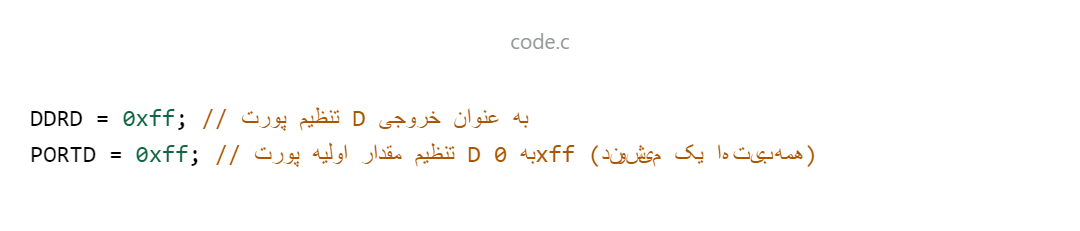 code.c
DDRD = 0xff; // تنظیم پورت D به عنوان خروجی
PORTD = 0xff; // تنظیم مقدار اولیه پورت D به 0xff (همه بیت‌ها یک می‌شوند)